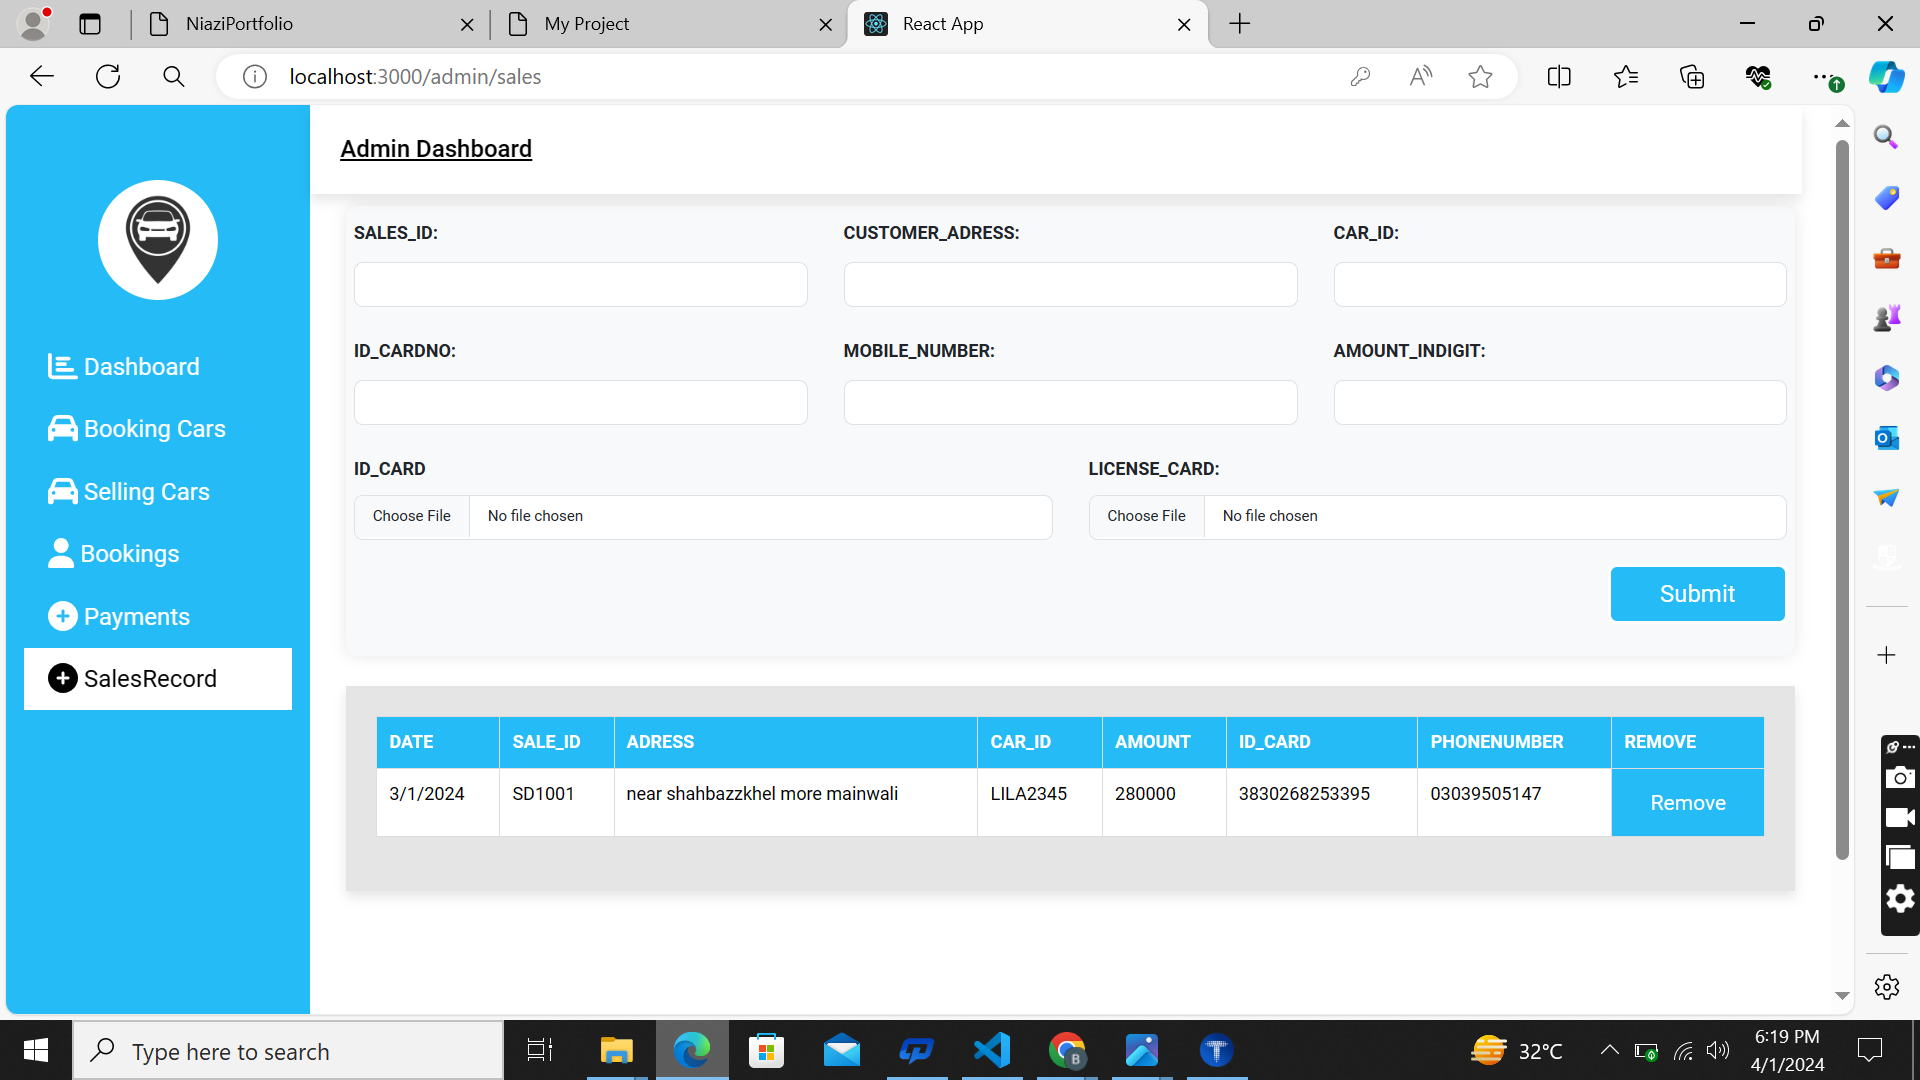 NiaziPortfolio
My Project
React App
localhost:3000/admin/sales
Admin Dashboard
SALES_ID:
CUSTOMER_ADRESS:
CAR_ID:
ID_CARDNO:
MOBILE_NUMBER:
AMOUNT_INDIGIT:
ID_CARD
LICENSE_CARD:
Choose File No file chosen
Choose File No file chosen
Submit
Dashboard
Booking Cars
Selling Cars
Bookings
Payments
SalesRecord
DATE SALE_ID ADRESS CAR_ID AMOUNT ID_CARD PHONENUMBER REMOVE
3/1/2024 SD1001 near shahbazzkhel more mainwali LILA2345 280000 3830268253395 03039505147 Remove
Type here to search
32°C
6:19 PM
4/1/2024